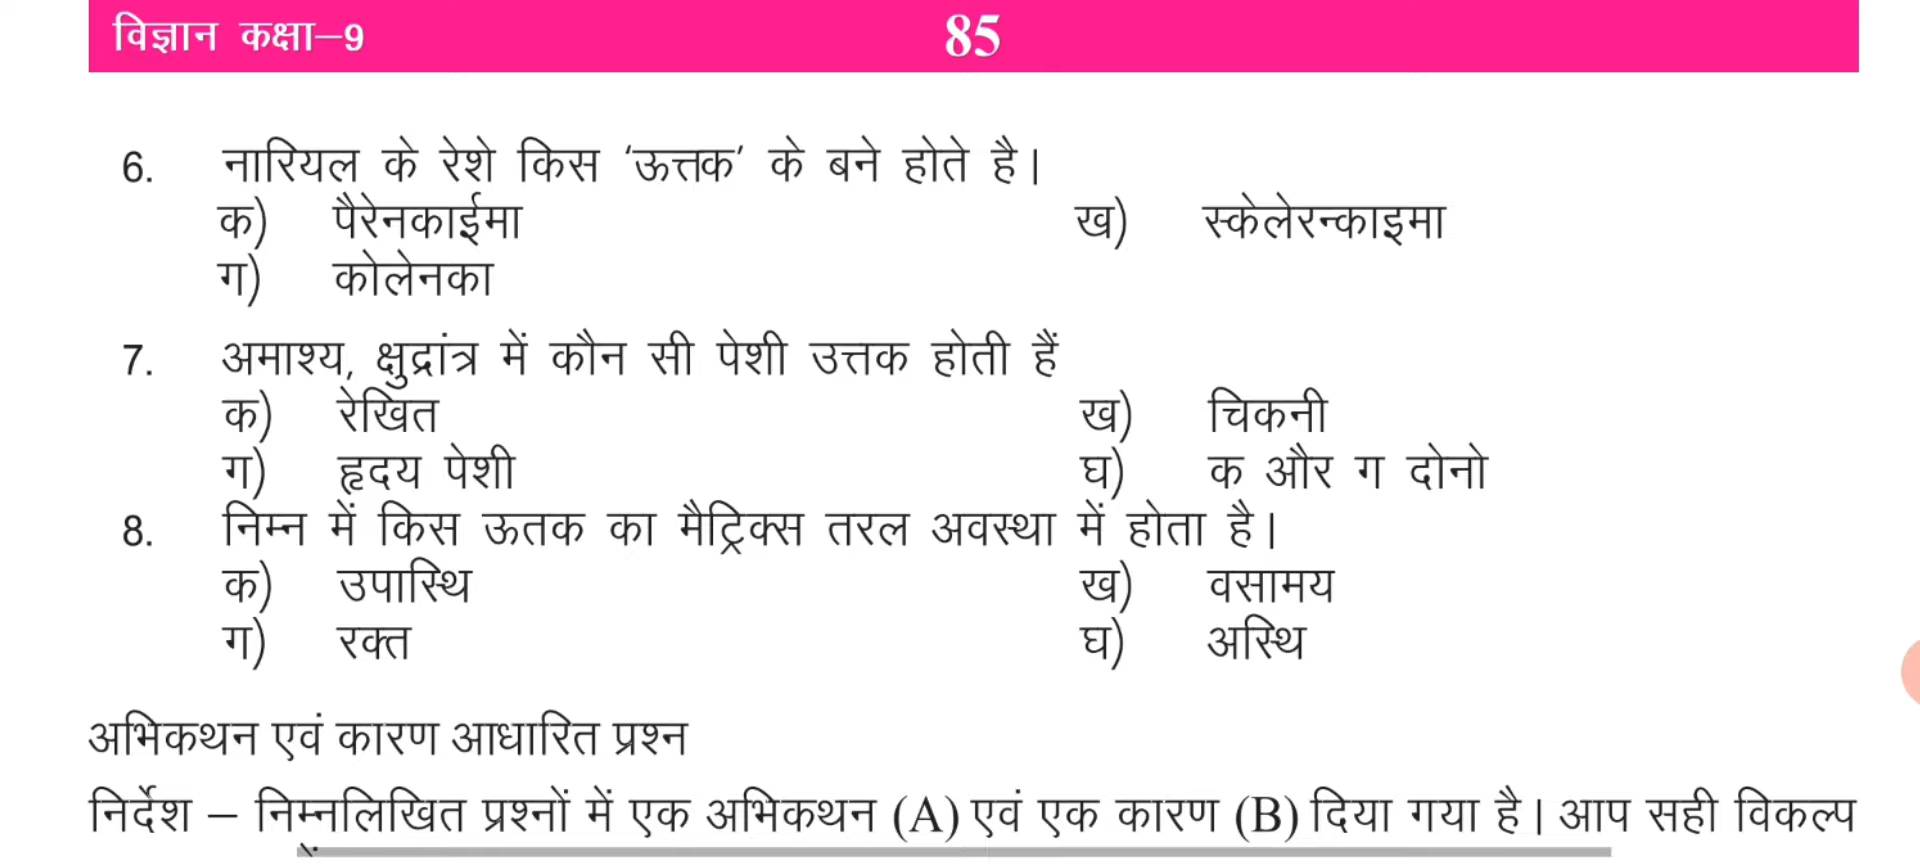 विज्ञान कक्षा–9 85
6. नारियल के रेशे किस ‘ऊत्तक’ के बने होते है।
क) पैरेनकाईमा ख) स्केलेरन्काइमा
ग) कोलेनका
7. अमाश्य, क्षुद्रांत्र में कौन सी पेशी उत्तक होती हैं
क) रेखित ख) चिकनी
ग) हृदय पेशी घ) क और ग दोनो
8. निम्न में किस ऊतक का मैट्रिक्स तरल अवस्था में होता है।
क) उपास्थि ख) वसामय
ग) रक्त घ) अस्थि
अभिकथन एवं कारण आधारित प्रश्न
निर्देश – निम्नलिखित प्रश्नों में एक अभिकथन (A) एवं एक कारण (B) दिया गया है। आप सही विकल्प